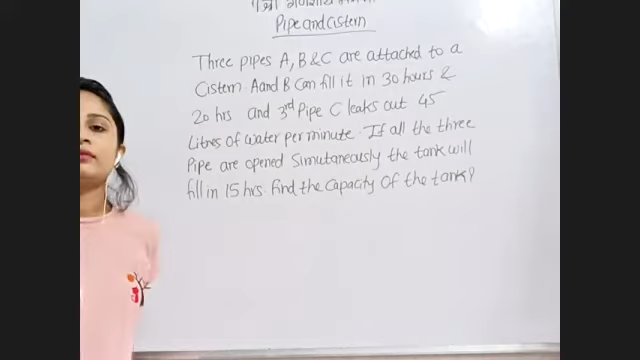 Pipe and Cistern
Three pipes A, B & C are attached to a
Cistern. A and B Can fill it in 30 hours &
20 hrs and 3rd Pipe C leaks out 45
Litres of water per minute. If all the three
Pipe are opened Simultaneously the tank will
fill in 15 hrs find the Capacity Of the tank?